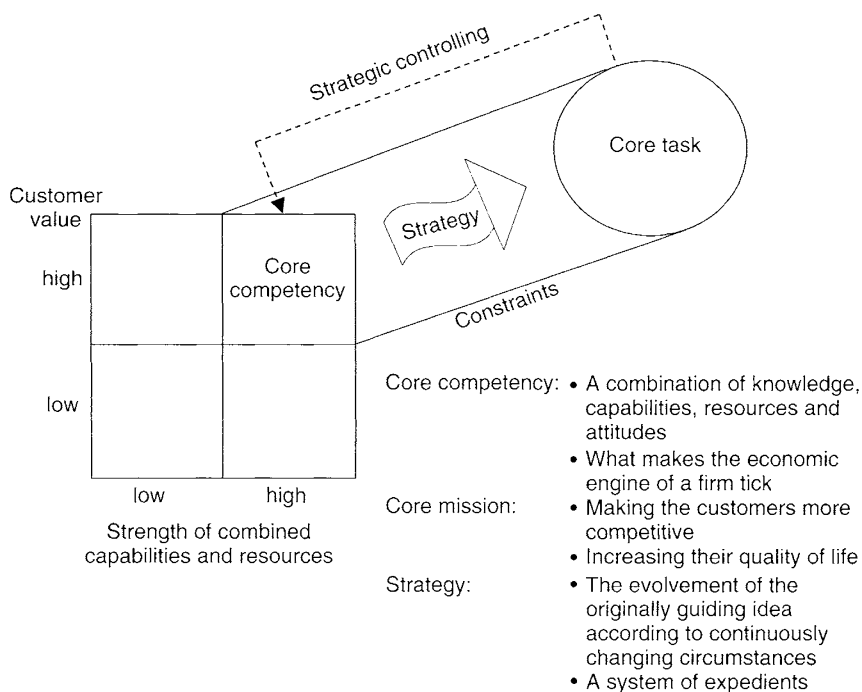 Strategic controlling
Core task
Customer
value
Strategy
Core
competency
high
Constraints
low
low
high
Strength of combined
capabilities and resources
Core competency: • A combination of knowledge,
capabilities, resources and
attitudes
• What makes the economic
engine of a firm tick
Core mission: • Making the customers more
competitive
• Increasing their quality of life
Strategy: • The evolvement of the
originally guiding idea
according to continuously
changing circumstances
• A system of expedients